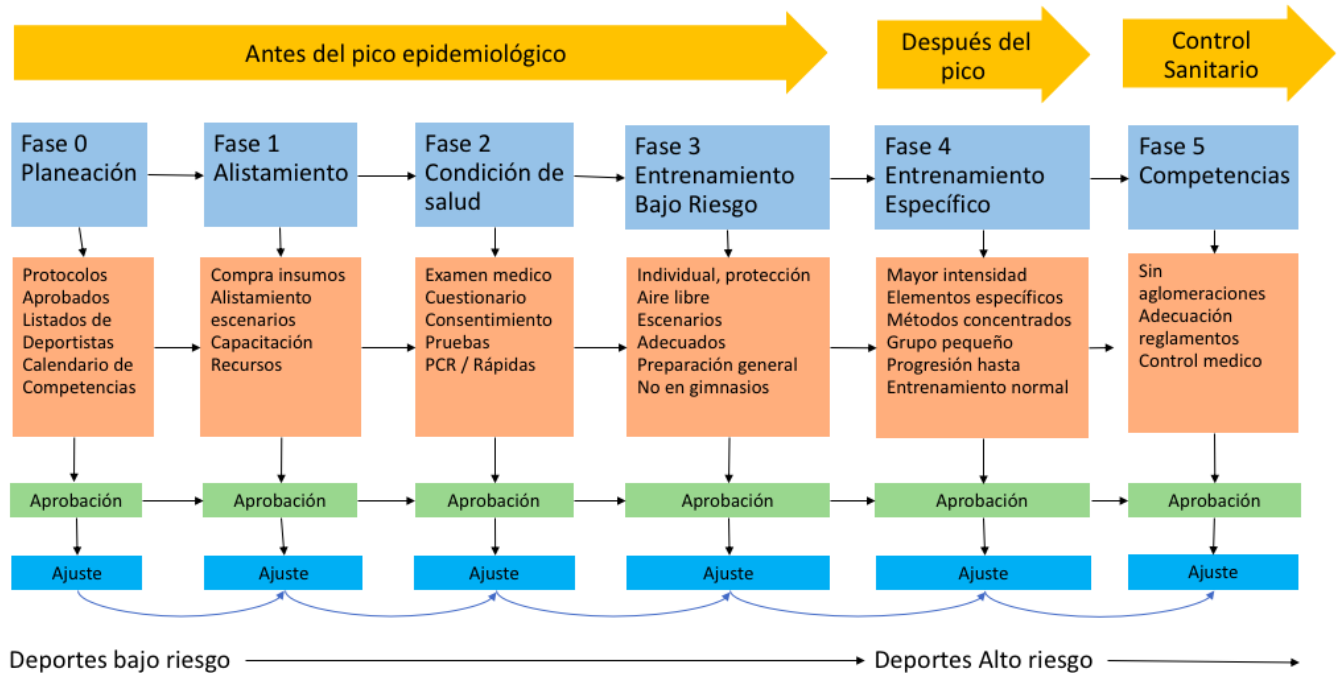 Antes del pico epidemiológico
Después del
pico
Control
Sanitario
Fase 0
Planeación
Fase 1
Alistamiento
Fase 2
Condición de
salud
Fase 3
Entrenamiento
Bajo Riesgo
Fase 4
Entrenamiento
Específico
Fase 5
Competencias
Protocolos
Aprobados
Listados de
Deportistas
Calendario de
Competencias
Compra insumos
Alistamiento
escenarios
Capacitación
Recursos
Examen medico
Cuestionario
Consentimiento
Pruebas
PCR / Rápidas
Individual, protección
Aire libre
Escenarios
Adecuados
Preparación general
No en gimnasios
Mayor intensidad
Elementos específicos
Métodos concentrados
Grupo pequeño
Progresión hasta
Entrenamiento normal
Sin
aglomeraciones
Adecuación
reglamentos
Control medico
Aprobación
Aprobación
Aprobación
Aprobación
Aprobación
Aprobación
Ajuste
Ajuste
Ajuste
Ajuste
Ajuste
Ajuste
Deportes bajo riesgo
Deportes Alto riesgo